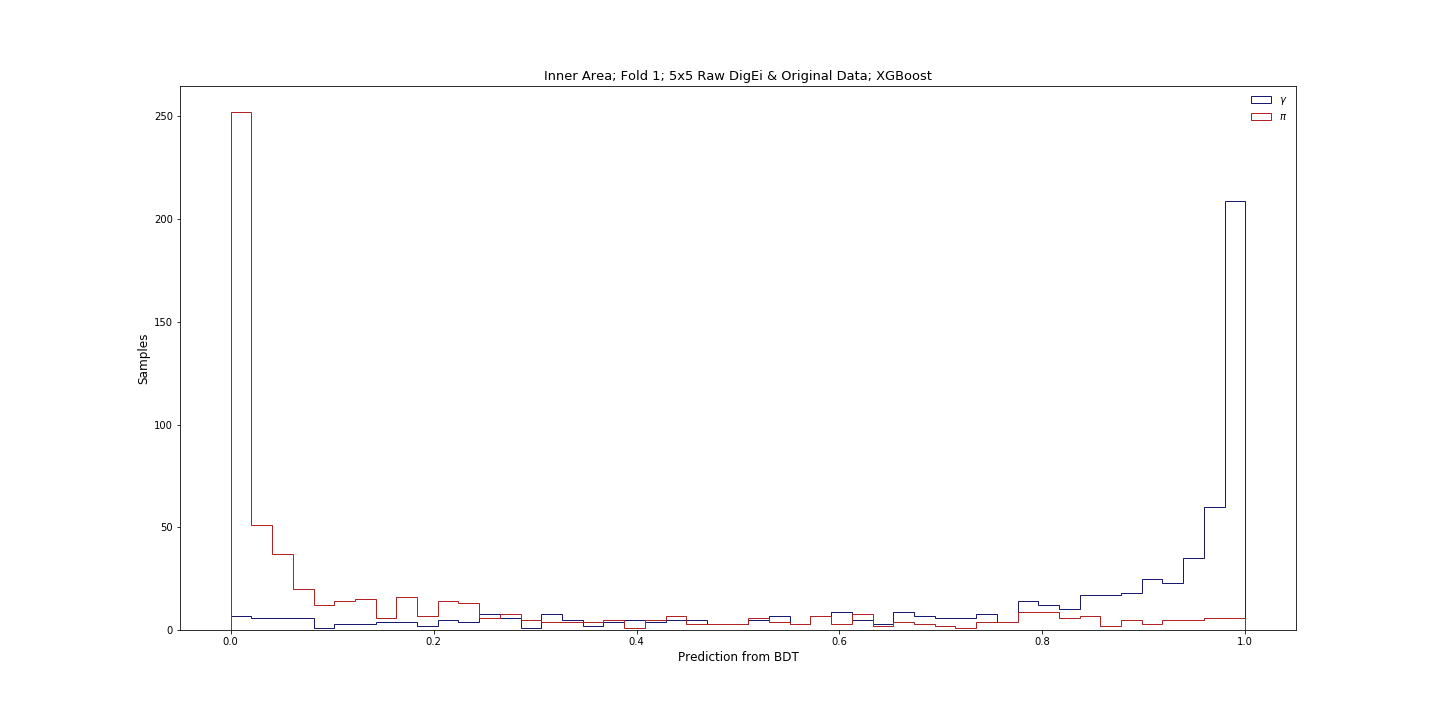 Inner Area; Fold 1; 5x5 Raw DigEi & Original Data; XGBoost
γ
π
250
200
150
100
50
0
Samples
0.0 0.2 0.4 0.6 0.8 1.0
Prediction from BDT